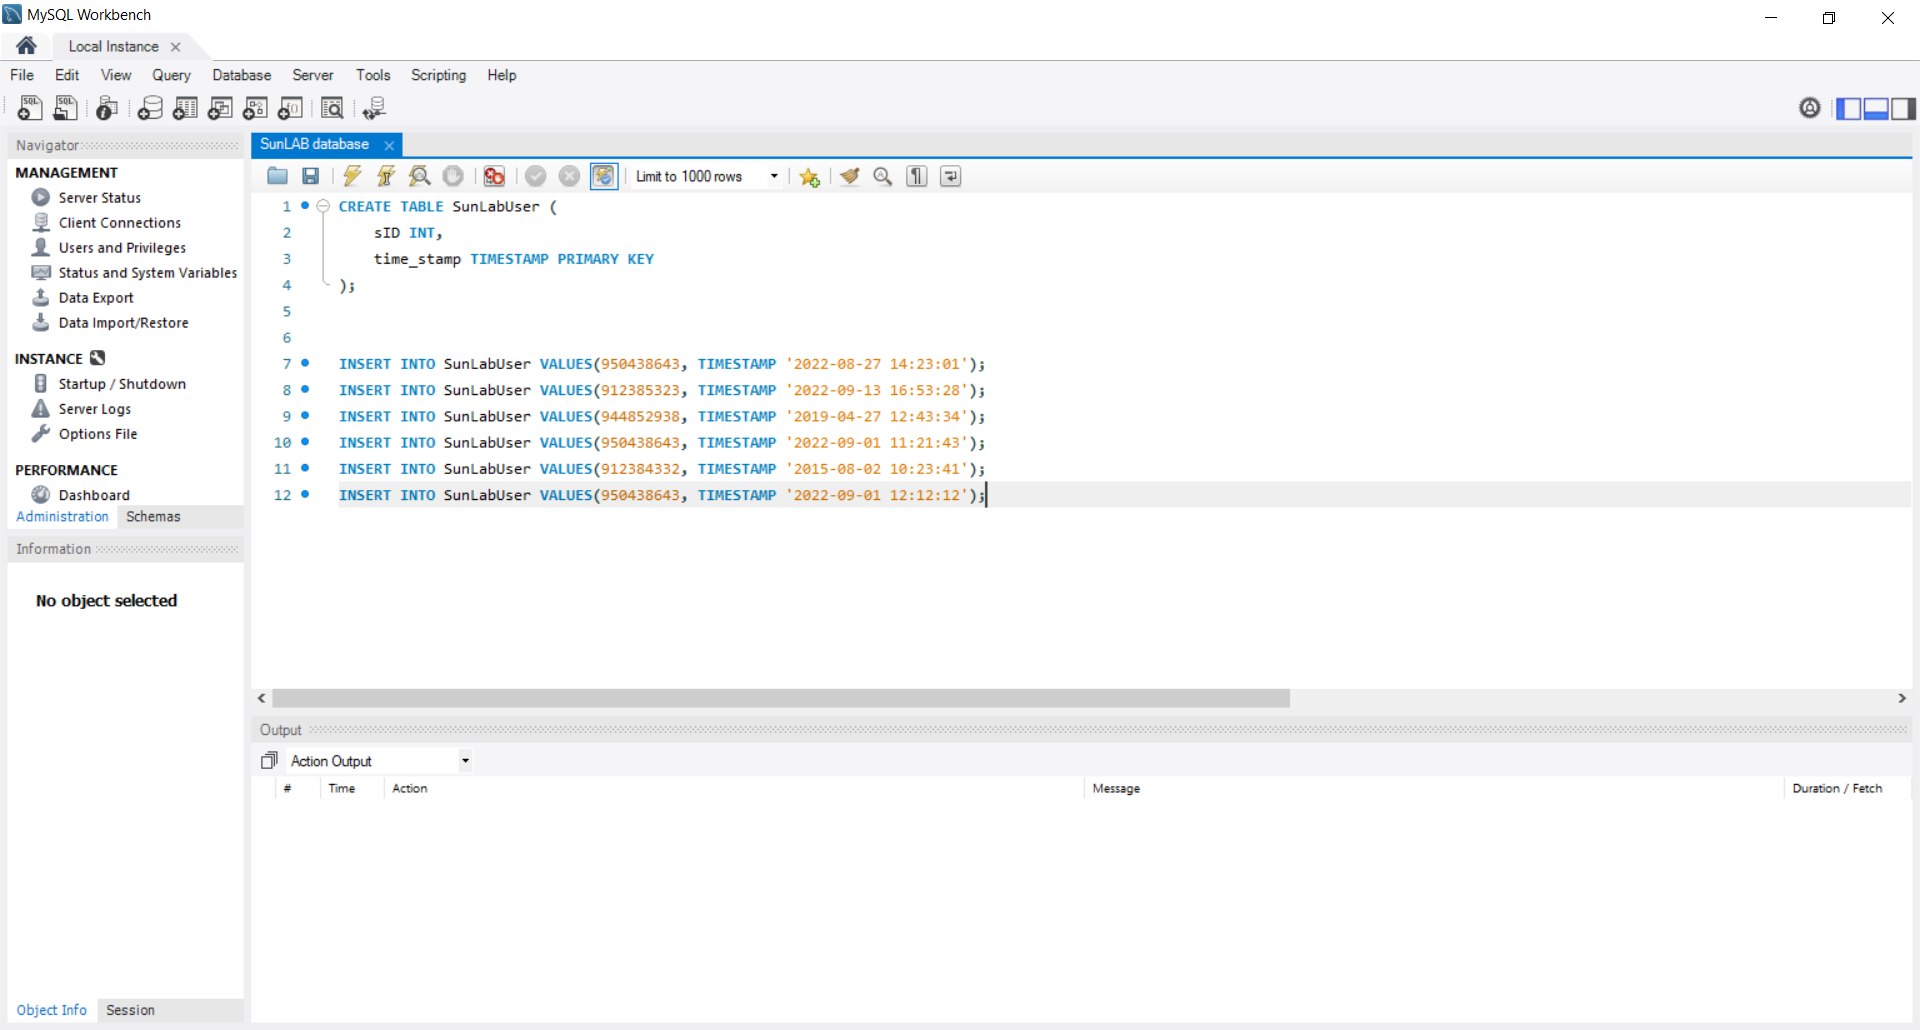 MySQL Workbench
Local Instance
File Edit View Query Database Server Tools Scripting Help
Navigator
MANAGEMENT
Server Status
Client Connections
Users and Privileges
Status and System Variables
Data Export
Data Import/Restore
INSTANCE
Startup / Shutdown
Server Logs
Options File
PERFORMANCE
Dashboard
Administration Schemas
Information
No object selected
Object Info Session
SunLAB database
Limit to 1000 rows
1 CREATE TABLE SunLabUser (
2 sID INT,
3 time_stamp TIMESTAMP PRIMARY KEY
4 );
5
6
7 INSERT INTO SunLabUser VALUES(950438643, TIMESTAMP '2022-08-27 14:23:01');
8 INSERT INTO SunLabUser VALUES(912385323, TIMESTAMP '2022-09-13 16:53:28');
9 INSERT INTO SunLabUser VALUES(944852938, TIMESTAMP '2019-04-27 12:43:34');
10 INSERT INTO SunLabUser VALUES(950438643, TIMESTAMP '2022-09-01 11:21:43');
11 INSERT INTO SunLabUser VALUES(912384332, TIMESTAMP '2015-08-02 10:23:41');
12 INSERT INTO SunLabUser VALUES(950438643, TIMESTAMP '2022-09-01 12:12:12');
Output
Action Output
# Time Action Message Duration / Fetch